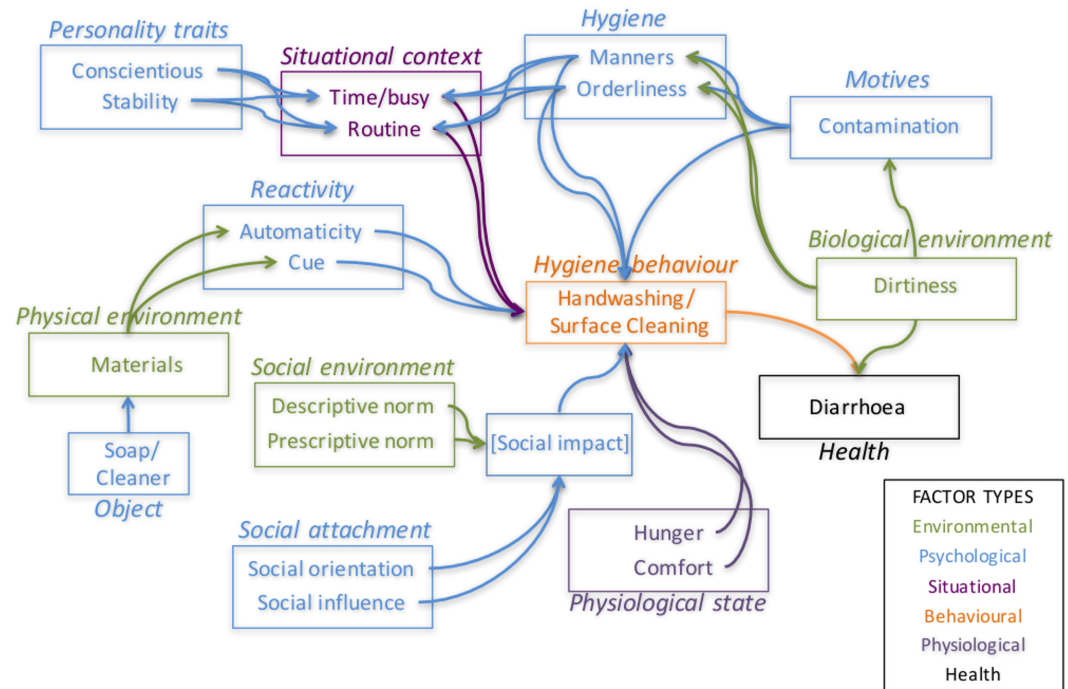 Personality traits
Conscientious
Stability
Situational context
Time/busy
Routine
Hygiene
Manners
Orderliness
Motives
Contamination
Reactivity
Automaticity
Cue
Biological environment
Dirtiness
Hygiene behaviour
Handwashing/
Surface Cleaning
Physical environment
Materials
Soap/
Cleaner
Object
Social environment
Descriptive norm
Prescriptive norm
[Social impact]
Diarrhoea
Health
Social attachment
Social orientation
Social influence
Hunger
Comfort
Physiological state
FACTOR TYPES
Environmental
Psychological
Situational
Behavioural
Physiological
Health